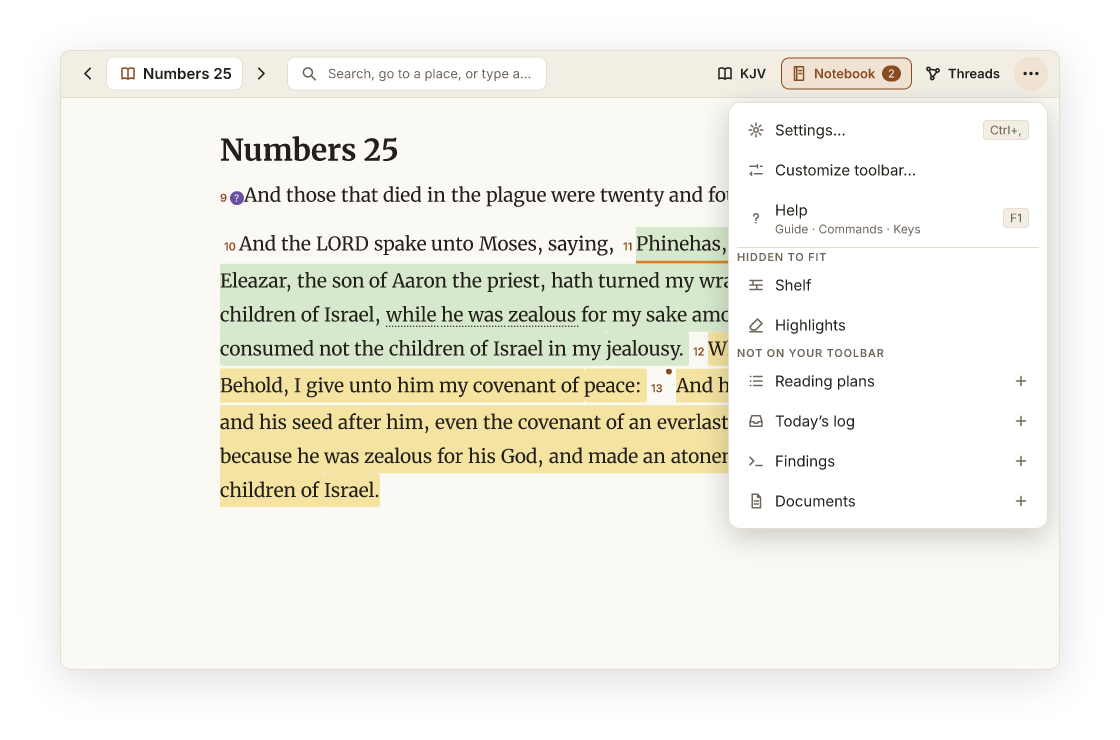 Numbers 25
Search, go to a place, or type a...
KJV
Notebook 2
Threads
Numbers 25
9 ? And those that died in the plague were twenty and
10 And the LORD spake unto Moses, saying, 11 Phinehas,
Eleazar, the son of Aaron the priest, hath turned my
children of Israel, while he was zealous for my sake
consumed not the children of Israel in my jealousy. 12
Behold, I give unto him my covenant of peace: 13 And
and his seed after him, even the covenant of an
because he was zealous for his God, and made an
children of Israel.
Settings... Ctrl+,
Customize toolbar...
Help F1
Guide · Commands · Keys
HIDDEN TO FIT
Shelf
Highlights
NOT ON YOUR TOOLBAR
Reading plans +
Today’s log +
Findings +
Documents +